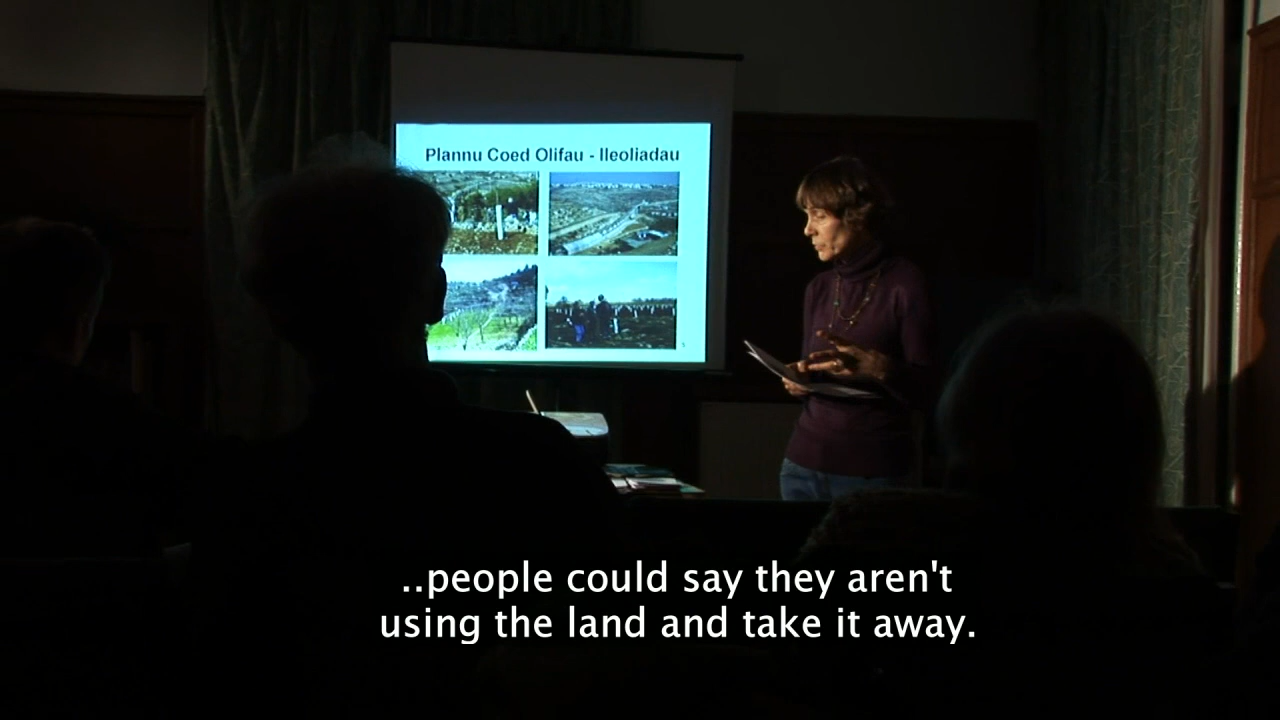 Plannu Coed Olifau - lleoliadau
..people could say they aren't
using the land and take it away.